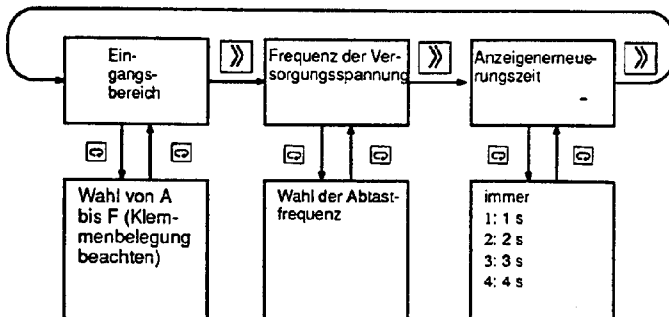 Ein-
gangs-
bereich
Frequenz der Ver-
sorgungsspannung
Anzeigenerneue-
rungszeit
Wahl von A
bis F (Klem-
menbelegung
beachten)
Wahl der Abtast-
frequenz
immer
1: 1 s
2: 2 s
3: 3 s
4: 4 s